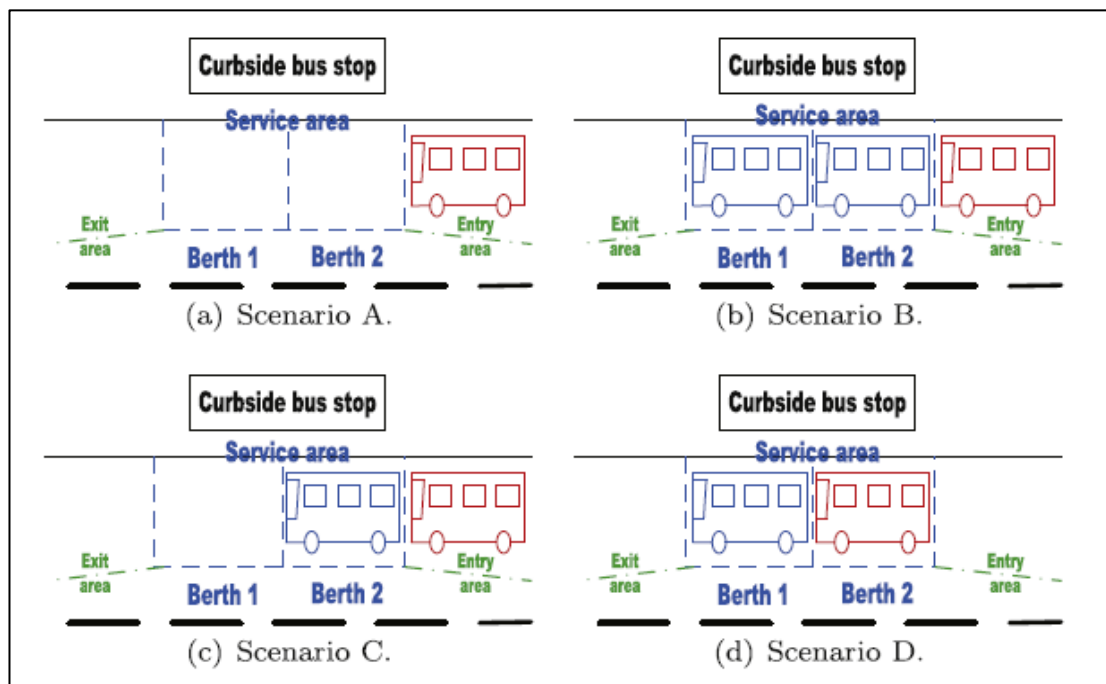 Curbside bus stop
Service area
Exit
area
Entry
area
Berth 1
Berth 2
(a) Scenario A.
Curbside bus stop
Service area
Exit
area
Entry
area
Berth 1
Berth 2
(b) Scenario B.
Curbside bus stop
Service area
Exit
area
Entry
area
Berth 1
Berth 2
(c) Scenario C.
Curbside bus stop
Service area
Exit
area
Entry
area
Berth 1
Berth 2
(d) Scenario D.